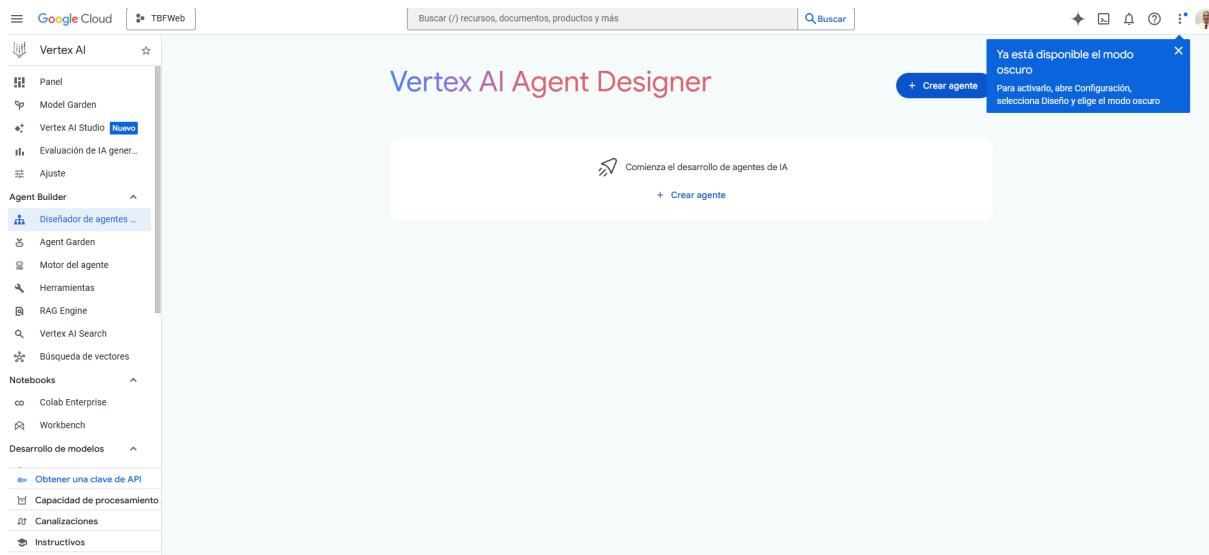 Google Cloud
TBFWeb
Buscar (/) recursos, documentos, productos y más
Buscar
Vertex AI
Panel
Model Garden
Vertex AI Studio Nuevo
Evaluación de IA gener...
Ajuste
Agent Builder
Diseñador de agentes ...
Agent Garden
Motor del agente
Herramientas
RAG Engine
Vertex AI Search
Búsqueda de vectores
Notebooks
Colab Enterprise
Workbench
Desarrollo de modelos
Obtener una clave de API
Capacidad de procesamiento
Canalizaciones
Instructivos
Vertex AI Agent Designer
+ Crear agente
Comienza el desarrollo de agentes de IA
+ Crear agente
Ya está disponible el modo
oscuro
Para activarlo, abre Configuración,
selecciona Diseño y elige el modo oscuro